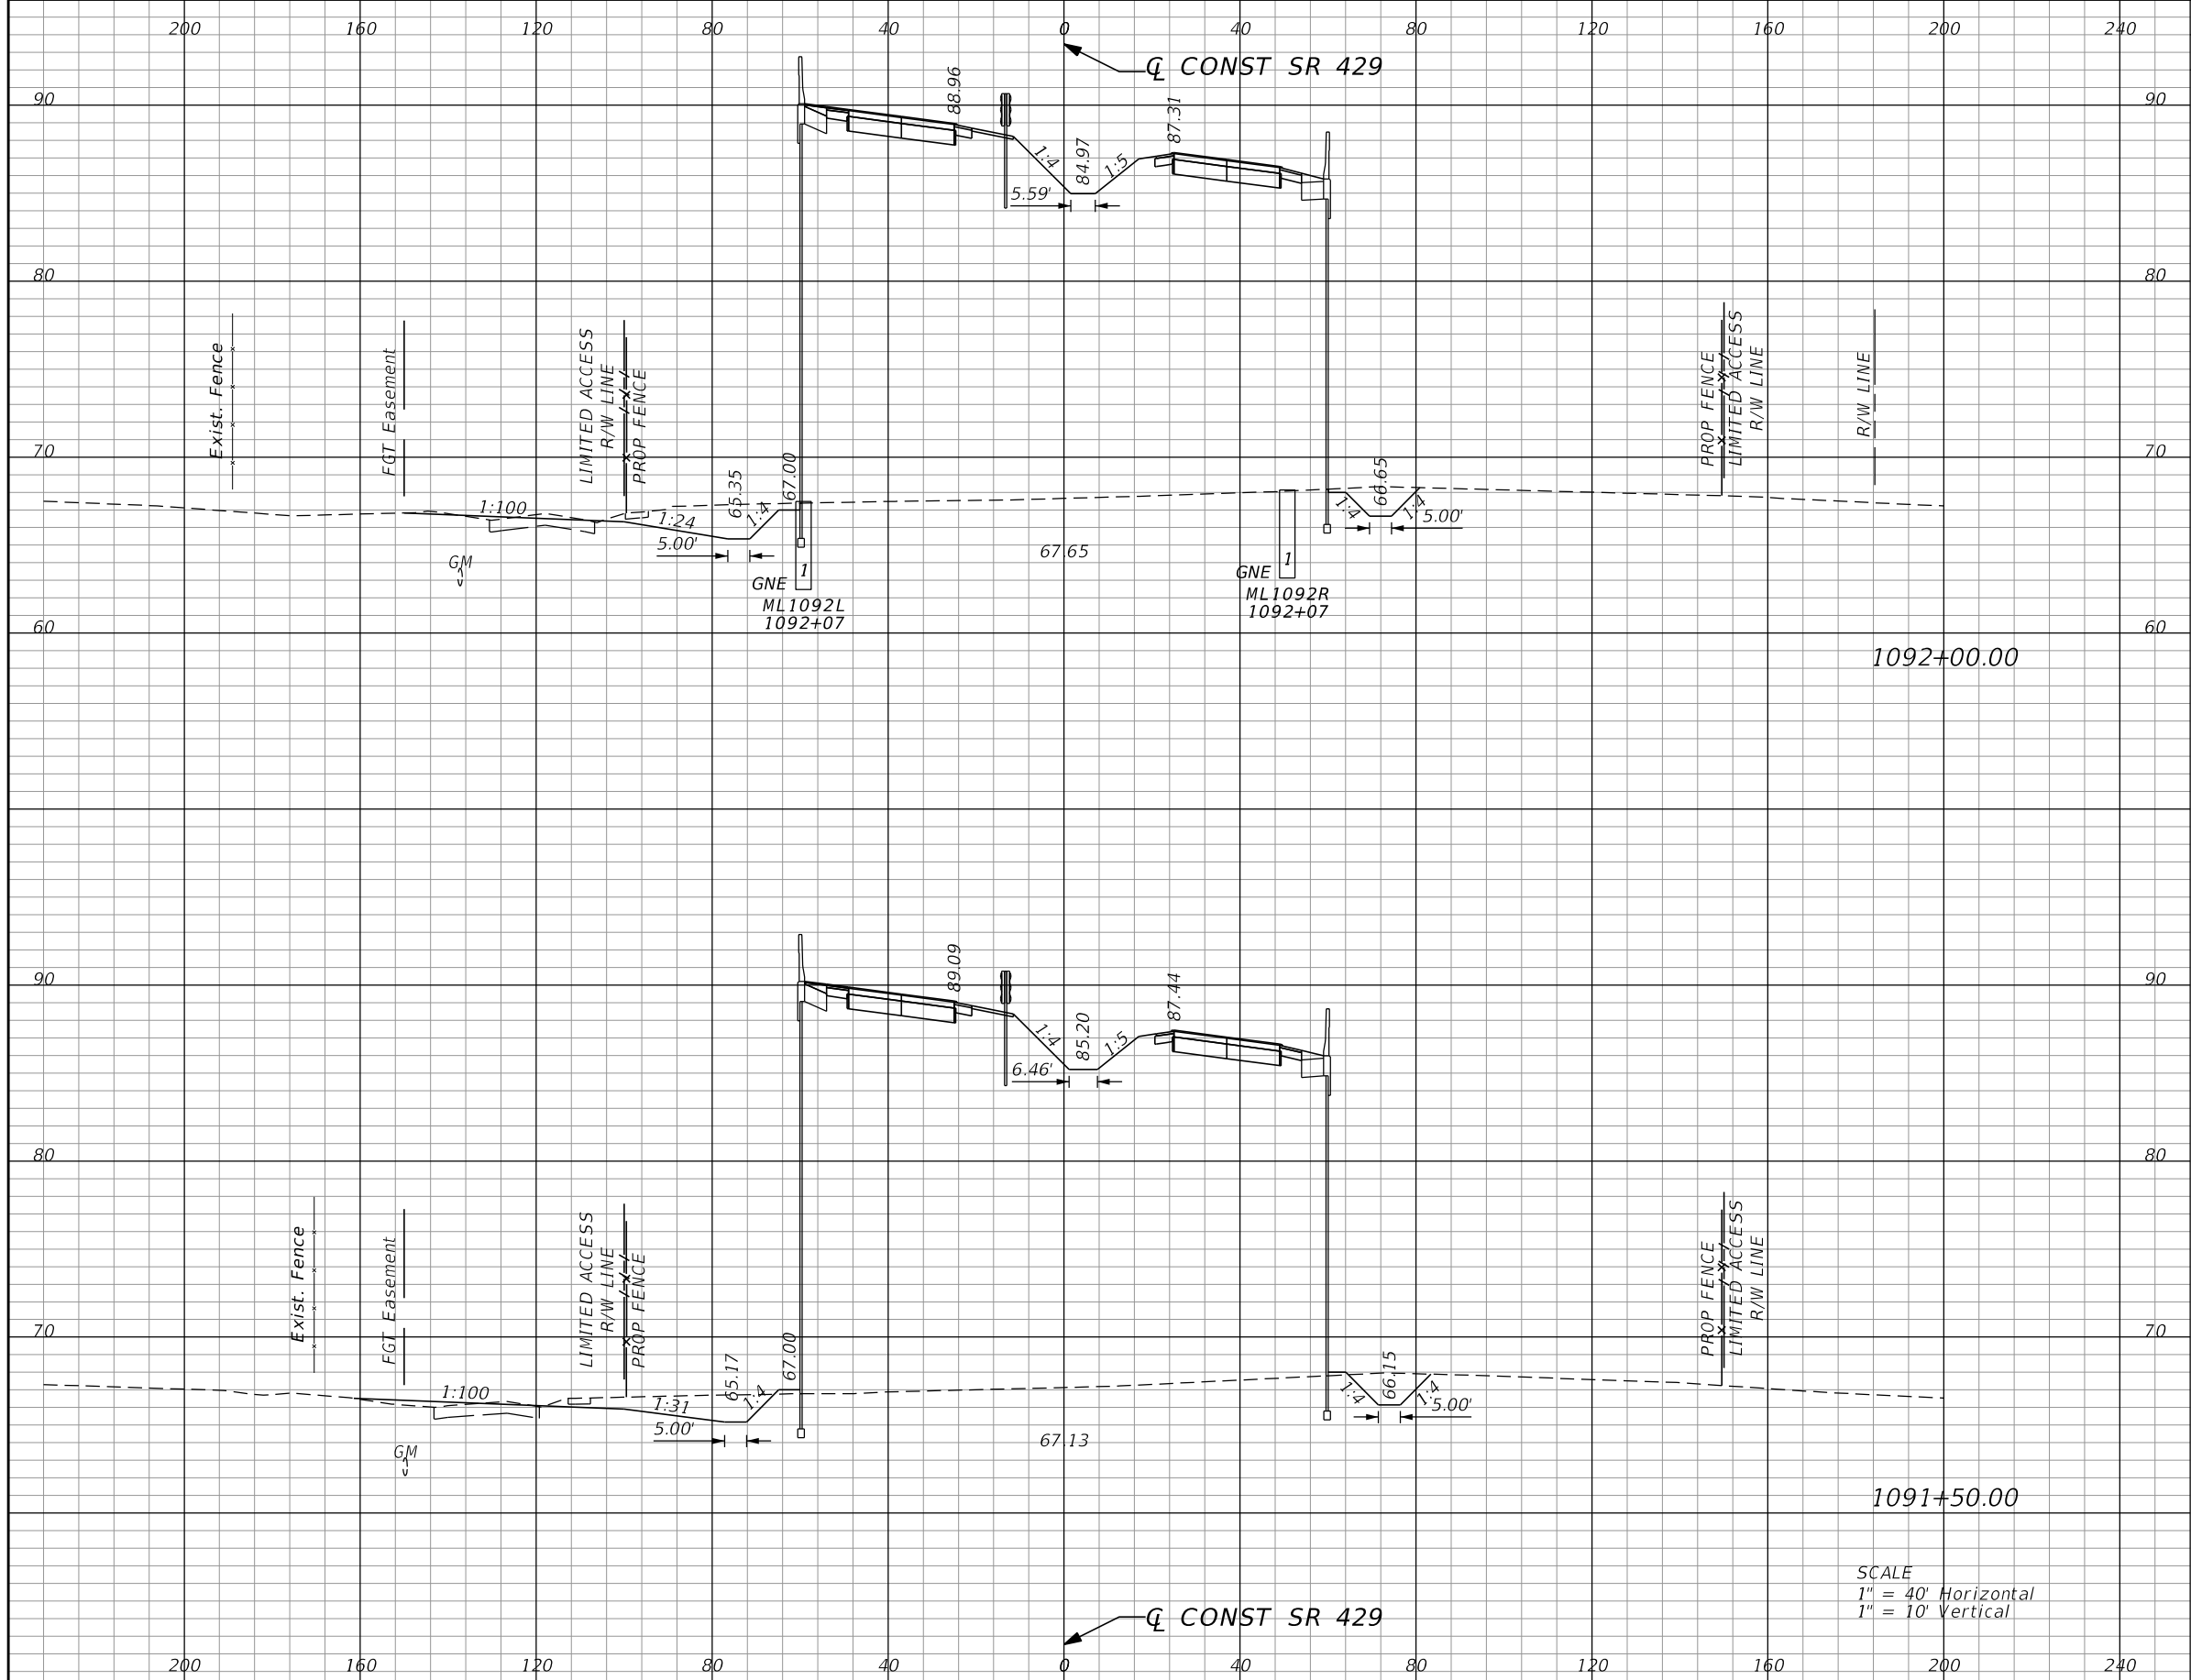 200 160 120 80 40 0 40 80 120 160 200 240
℄ CONST SR 429
90 90
88.96
87.31
84.97
1:4
1:5
5.59'
80 80
Exist. Fence
FGT Easement
LIMITED ACCESS
R/W LINE
PROP FENCE
PROP FENCE
LIMITED ACCESS
R/W LINE
R/W LINE
70 70
65.35
67.00
66.65
1:100
1:24
1:4
1:4
1:4
5.00'
5.00'
67.65
GM
GNE
1
ML1092L
1092+07
GNE
1
ML1092R
1092+07
60 60
1092+00.00
90 90
89.09
87.44
85.20
1:4
1:5
6.46'
80 80
Exist. Fence
FGT Easement
LIMITED ACCESS
R/W LINE
PROP FENCE
PROP FENCE
LIMITED ACCESS
R/W LINE
70 70
65.17
67.00
66.15
1:100
1:31
1:4
1:4
1:4
5.00'
5.00'
67.13
GM
1091+50.00
SCALE
1" = 40' Horizontal
1" = 10' Vertical
℄ CONST SR 429
200 160 120 80 40 0 40 80 120 160 200 240